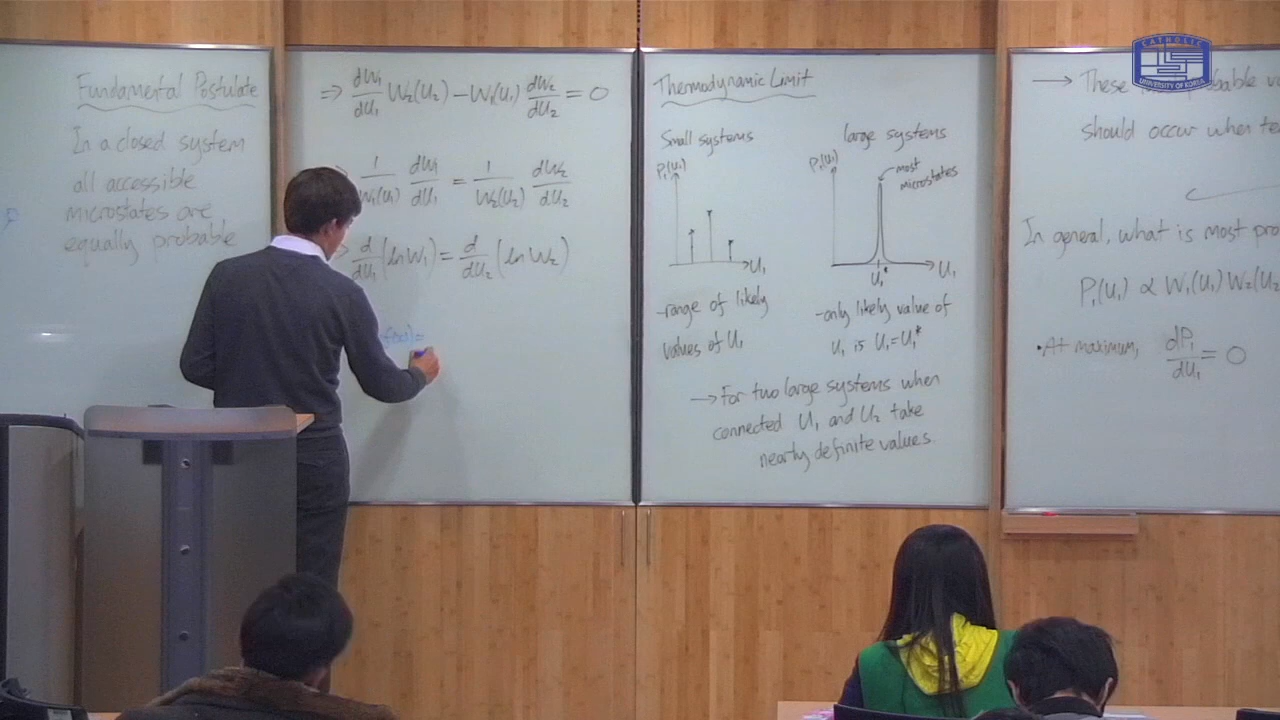 Fundamental Postulate
In a closed system
all accessible
microstates are
equally probable
⇒ dW₁/dU₁ W₂(U₂) − W₁(U₁) dW₂/dU₂ = 0
1/W₁(U₁) dW₁/dU₁ = 1/W₂(U₂) dW₂/dU₂
d/dU₁ (ln W₁) = d/dU₂ (ln W₂)
Thermodynamic Limit
Small systems
P₁(U₁)
U₁
-range of likely
values of U₁
large systems
P₁(U₁)
most
microstates
U₁
U₁*
-only likely value of
U₁ is U₁=U₁*
→ For two large systems when
connected U₁ and U₂ take
nearly definite values.
CATHOLIC
UNIVERSITY OF KOREA
→ These
should occur when
In general, what is most
P₁(U₁) ∝ W₁(U₁) W₂(U₂
• At maximum, dP₁/dU₁ = 0